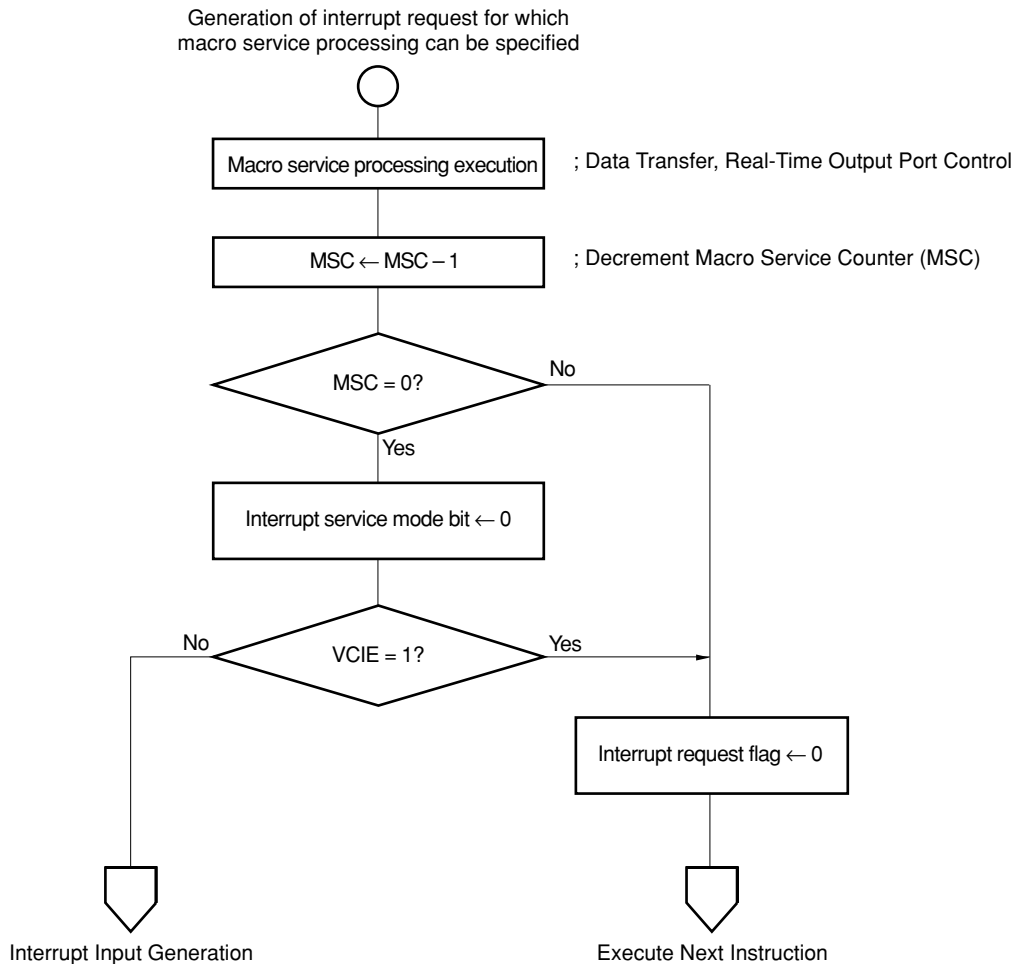 Generation of interrupt request for which
macro service processing can be specified
Macro service processing execution
; Data Transfer, Real-Time Output Port Control
MSC ← MSC – 1
; Decrement Macro Service Counter (MSC)
MSC = 0?
No
Yes
Interrupt service mode bit ← 0
No
VCIE = 1?
Yes
Interrupt request flag ← 0
Interrupt Input Generation
Execute Next Instruction